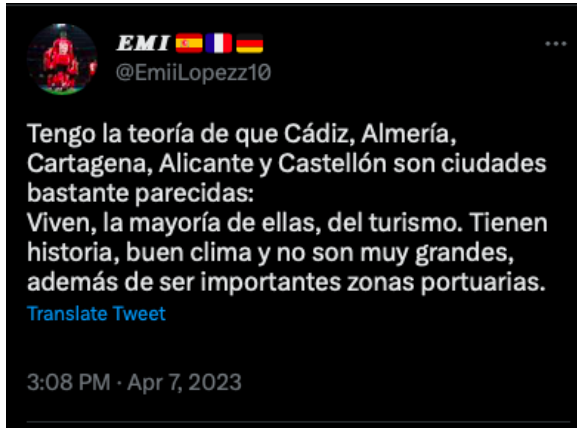 EMI 🇪🇸🇫🇷🇩🇪
@EmiiLopezz10
Tengo la teoría de que Cádiz, Almería,
Cartagena, Alicante y Castellón son ciudades
bastante parecidas:
Viven, la mayoría de ellas, del turismo. Tienen
historia, buen clima y no son muy grandes,
además de ser importantes zonas portuarias.
Translate Tweet
3:08 PM · Apr 7, 2023